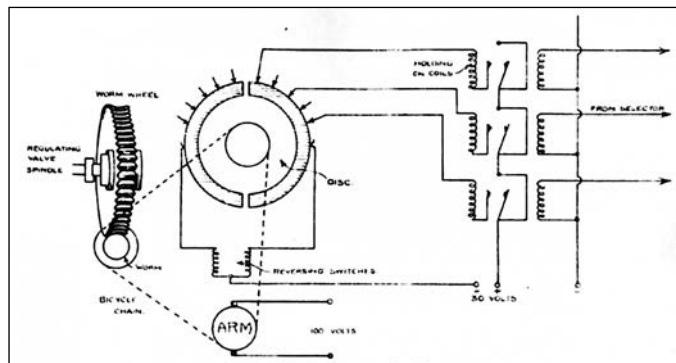 HOLDING
ON COILS
WORM WHEEL
FROM SELECTOR
REGULATING
VALVE
SPINDLE
DISC.
WORM
REVERSING SWITCHES
- + -
VOLTS
BICYCLE
CHAIN.
ARM
100 VOLTS